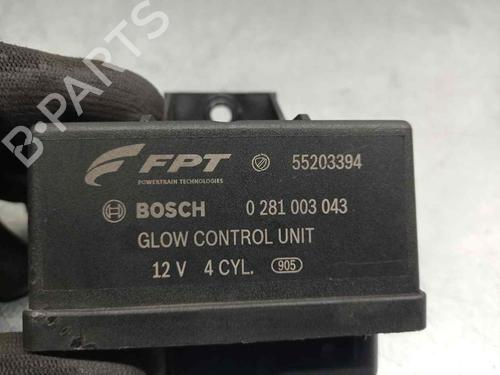 FPT 55203394
POWERTRAIN TECHNOLOGIES
BOSCH 0 281 003 043
GLOW CONTROL UNIT
12 V 4 CYL. 905
B-Parts